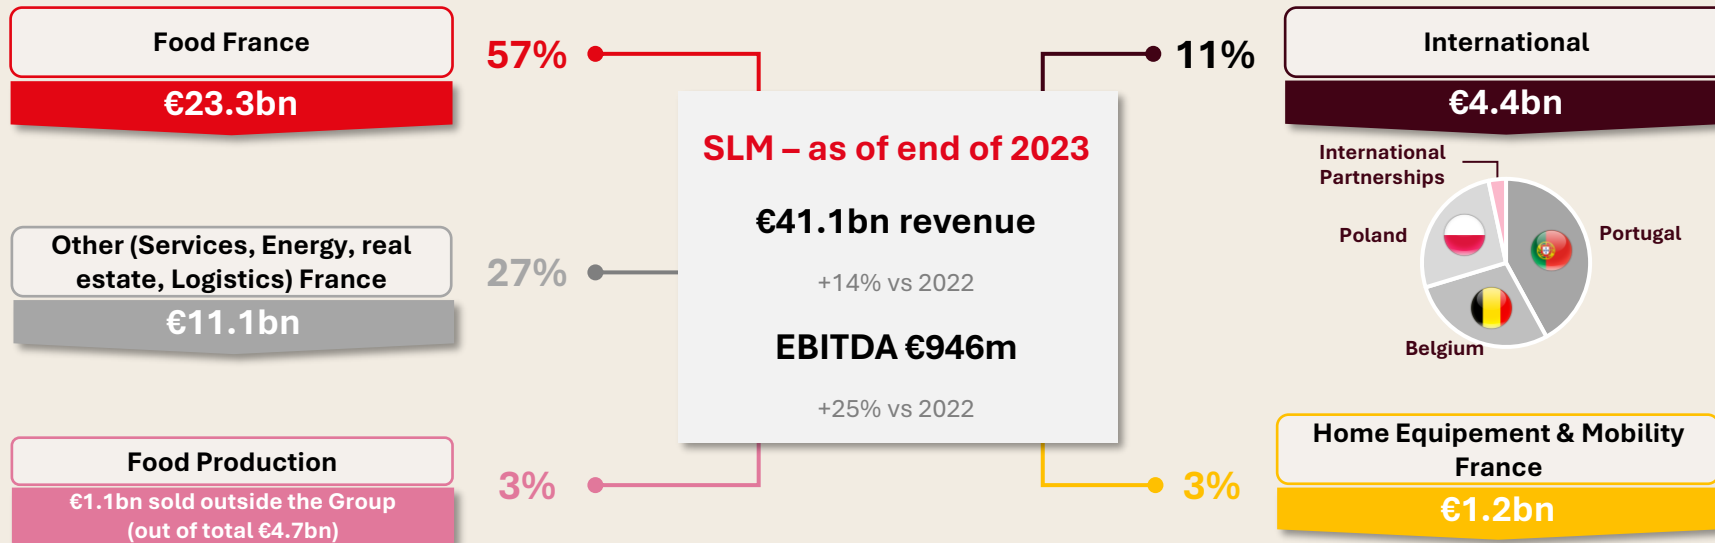 Food France
€23.3bn
57%
Other (Services, Energy, real
estate, Logistics) France
€11.1bn
27%
Food Production
€1.1bn sold outside the Group
(out of total €4.7bn)
3%
SLM – as of end of 2023
€41.1bn revenue
+14% vs 2022
EBITDA €946m
+25% vs 2022
11%
International
€4.4bn
International
Partnerships
Poland
Portugal
Belgium
3%
Home Equipement & Mobility
France
€1.2bn